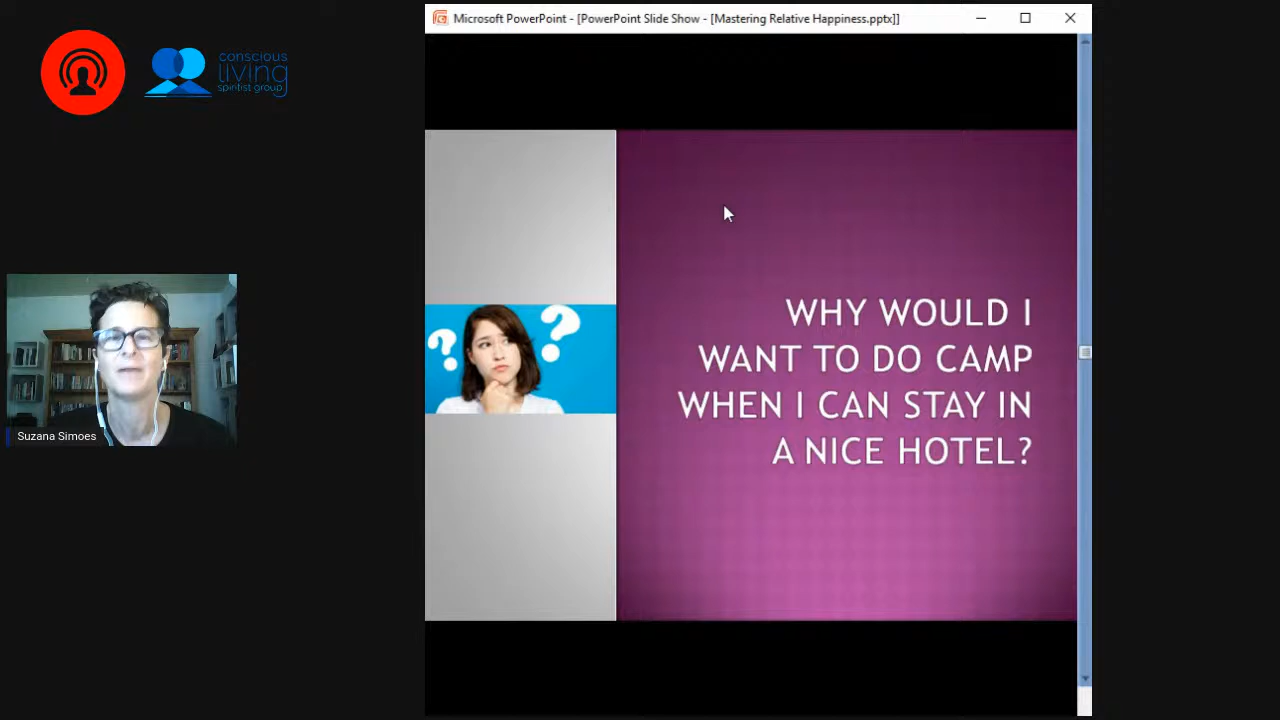 Microsoft PowerPoint - [PowerPoint Slide Show - [Mastering Relative Happiness.pptx]]
conscious
living
spiritist group
WHY WOULD I
WANT TO DO CAMP
WHEN I CAN STAY IN
A NICE HOTEL?
? ?
Suzana Simoes